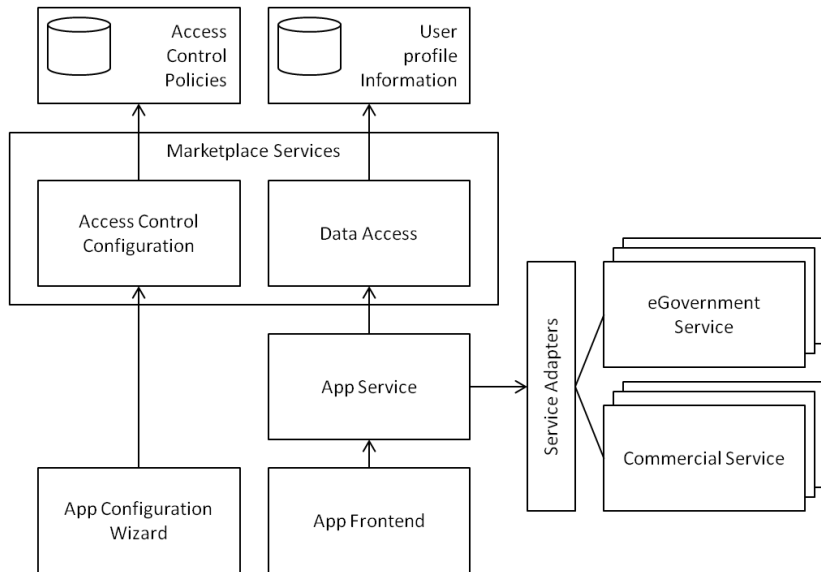 Access
Control
Policies
User
profile
Information
Marketplace Services
Access Control
Configuration
Data Access
eGovernment
Service
App Service
Service Adapters
Commercial Service
App Configuration
Wizard
App Frontend